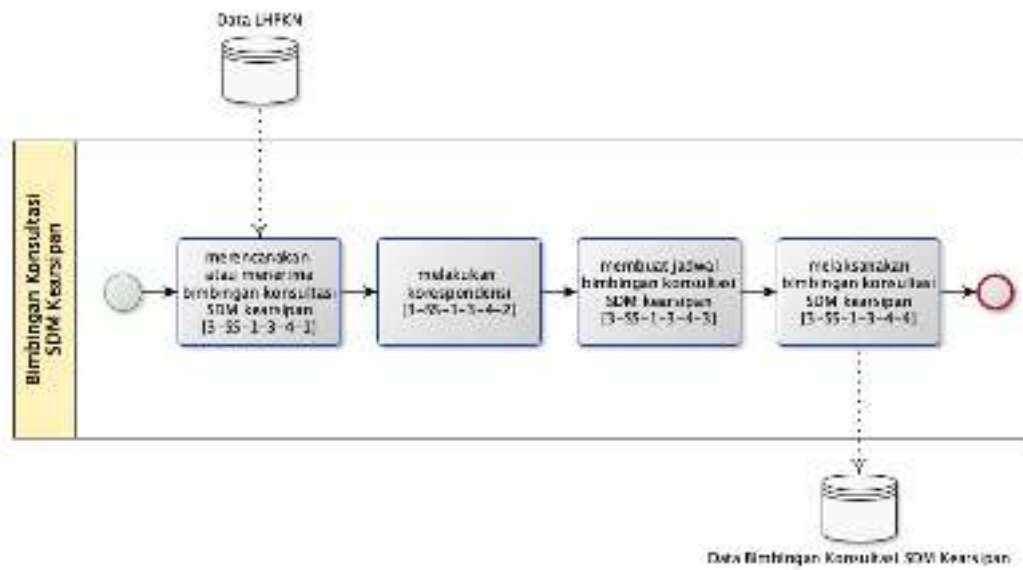 Data LHPKN
Bimbingan Konsultasi
SDM Kearsipan
merencanakan
atau menerima
bimbingan konsultasi
SDM kearsipan
[3-SS-1-3-4-1]
melakukan
korespondensi
[3-SS-1-3-4-2]
membuat jadwal
bimbingan konsultasi
SDM kearsipan
[3-SS-1-3-4-3]
melaksanakan
bimbingan konsultasi
SDM kearsipan
[3-SS-1-3-4-4]
Data Bimbingan Konsultasi SDM Kearsipan